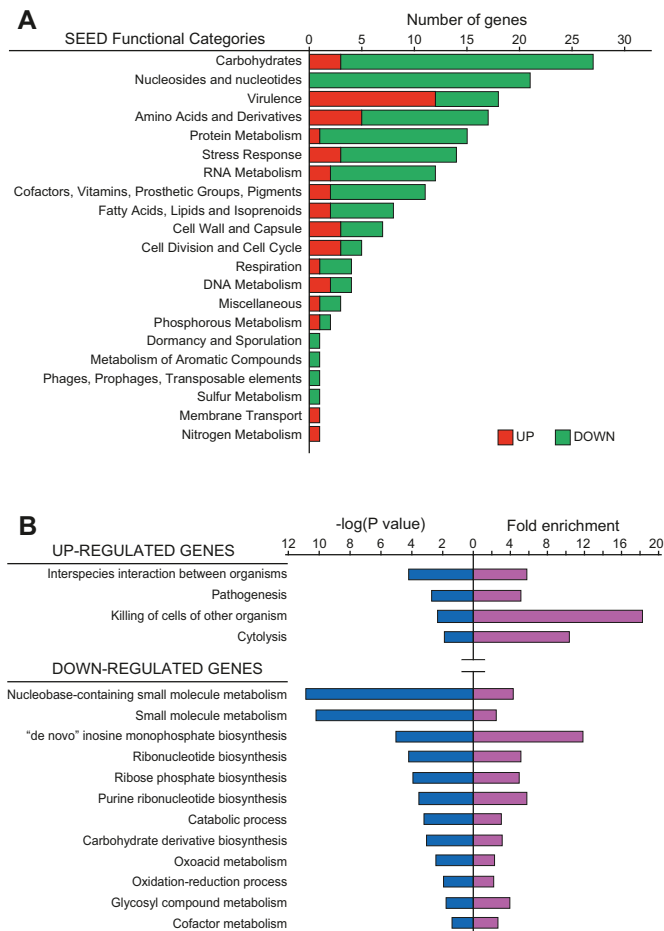 A
Number of genes
SEED Functional Categories
0 5 10 15 20 25 30
Carbohydrates
Nucleosides and nucleotides
Virulence
Amino Acids and Derivatives
Protein Metabolism
Stress Response
RNA Metabolism
Cofactors, Vitamins, Prosthetic Groups, Pigments
Fatty Acids, Lipids and Isoprenoids
Cell Wall and Capsule
Cell Division and Cell Cycle
Respiration
DNA Metabolism
Miscellaneous
Phosphorous Metabolism
Dormancy and Sporulation
Metabolism of Aromatic Compounds
Phages, Prophages, Transposable elements
Sulfur Metabolism
Membrane Transport
Nitrogen Metabolism
UP DOWN
B
-log(P value) Fold enrichment
UP-REGULATED GENES
12 10 8 6 4 2 0 0 4 8 12 16 20
Interspecies interaction between organisms
Pathogenesis
Killing of cells of other organism
Cytolysis
DOWN-REGULATED GENES
Nucleobase-containing small molecule metabolism
Small molecule metabolism
“de novo” inosine monophosphate biosynthesis
Ribonucleotide biosynthesis
Ribose phosphate biosynthesis
Purine ribonucleotide biosynthesis
Catabolic process
Carbohydrate derivative biosynthesis
Oxoacid metabolism
Oxidation-reduction process
Glycosyl compound metabolism
Cofactor metabolism